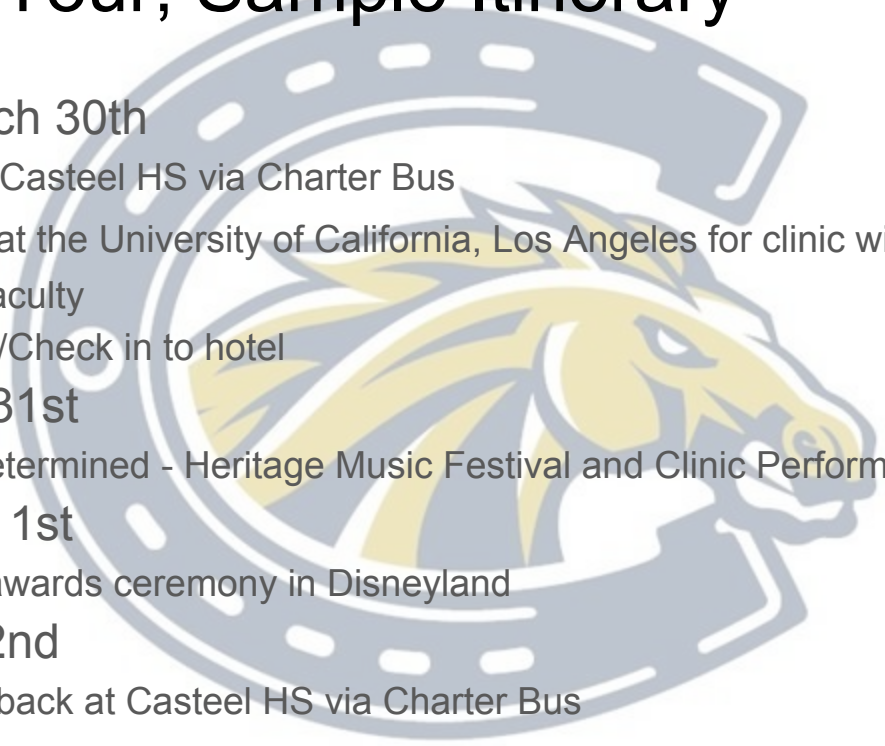 Tour, Sample Itinerary
ch 30th
Casteel HS via Charter Bus
at the University of California, Los Angeles for clinic wi
aculty
/Check in to hotel
31st
etermined - Heritage Music Festival and Clinic Perform
1st
awards ceremony in Disneyland
2nd
back at Casteel HS via Charter Bus